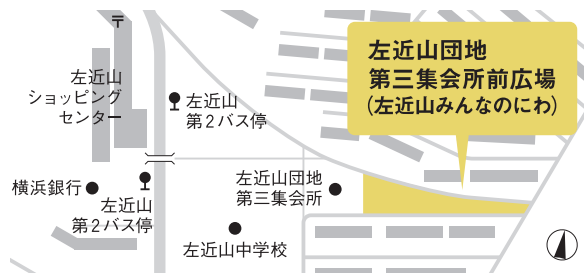 〒
左近山団地
第三集会所前広場
(左近山みんなのにわ)
左近山
ショッピング
センター
左近山
第2バス停
横浜銀行
左近山
第2バス停
左近山団地
第三集会所
左近山中学校